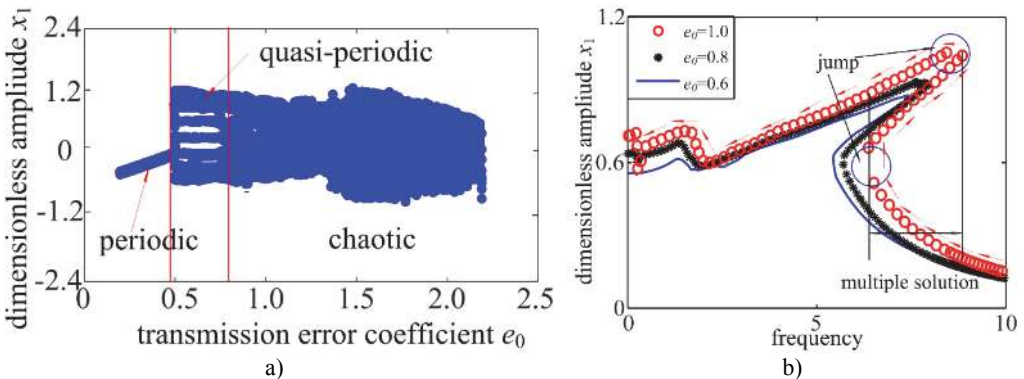 dimensionless ampliude x1
2.4
1.2
0
-1.2
-2.4
quasi-periodic
periodic
chaotic
0 0.5 1.0 1.5 2.0 2.5
transmission error coefficient e0
a)
dimensionless ampliude x1
1.2
0.6
0
e0=1.0
e0=0.8
e0=0.6
jump
multiple solution
0 5 10
frequency
b)